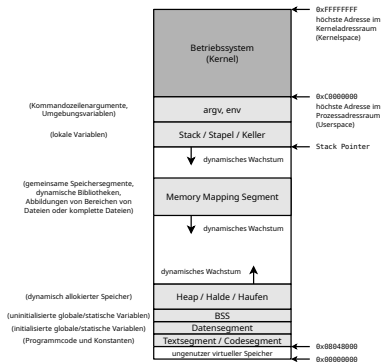 0xFFFFFFFF
höchste Adresse im
Kerneladressraum
(Kernelspace)
Betriebssystem
(Kernel)
0xC0000000
höchste Adresse im
Prozessadressraum
(Userspace)
(Kommandozeilenargumente,
Umgebungsvariablen)
argv, env
(lokale Variablen)
Stack / Stapel / Keller
Stack Pointer
dynamisches Wachstum
(gemeinsame Speichersegmente,
dynamische Bibliotheken,
Abbildungen von Bereichen von
Dateien oder komplette Dateien)
Memory Mapping Segment
dynamisches Wachstum
dynamisches Wachstum
(dynamisch allokierter Speicher)
Heap / Halde / Haufen
(uninitialisierte globale/statische Variablen)
BSS
(initialisierte globale/statische Variablen)
Datensegment
(Programmcode und Konstanten)
Textsegment / Codesegment
0x08048000
ungenutzer virtueller Speicher
0x00000000